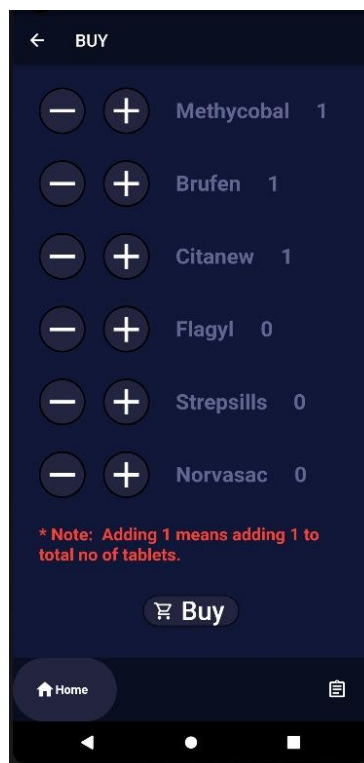 BUY
Methycobal 1
Brufen 1
Citanew 1
Flagyl 0
Strepsills 0
Norvasac 0
* Note: Adding 1 means adding 1 to
total no of tablets.
Buy
Home